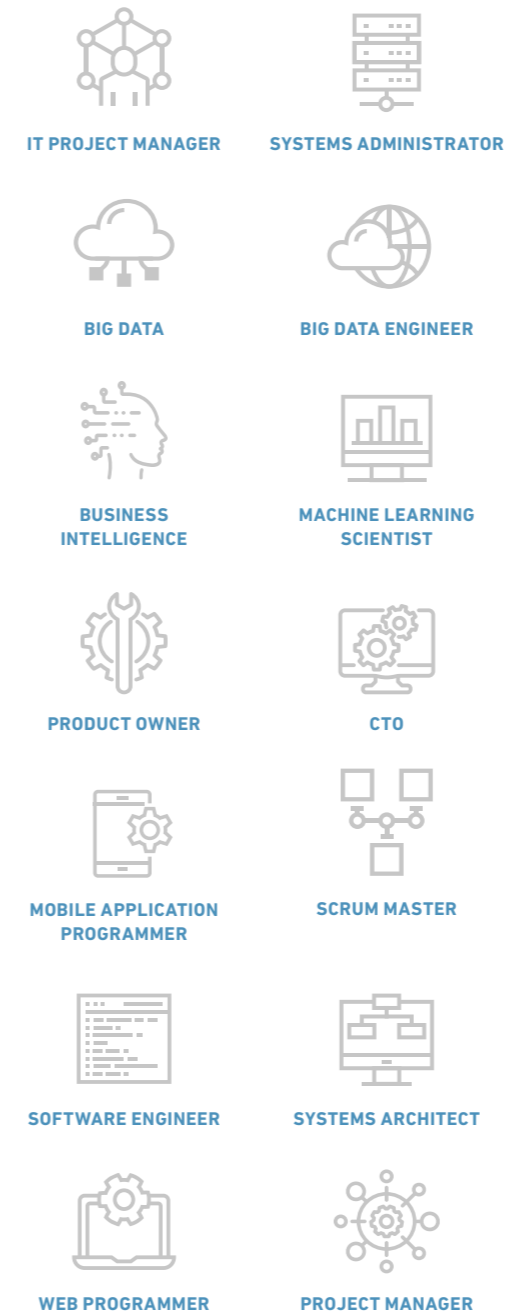 IT PROJECT MANAGER
SYSTEMS ADMINISTRATOR
BIG DATA
BIG DATA ENGINEER
BUSINESS
INTELLIGENCE
MACHINE LEARNING
SCIENTIST
PRODUCT OWNER
CTO
MOBILE APPLICATION
PROGRAMMER
SCRUM MASTER
SOFTWARE ENGINEER
SYSTEMS ARCHITECT
WEB PROGRAMMER
PROJECT MANAGER